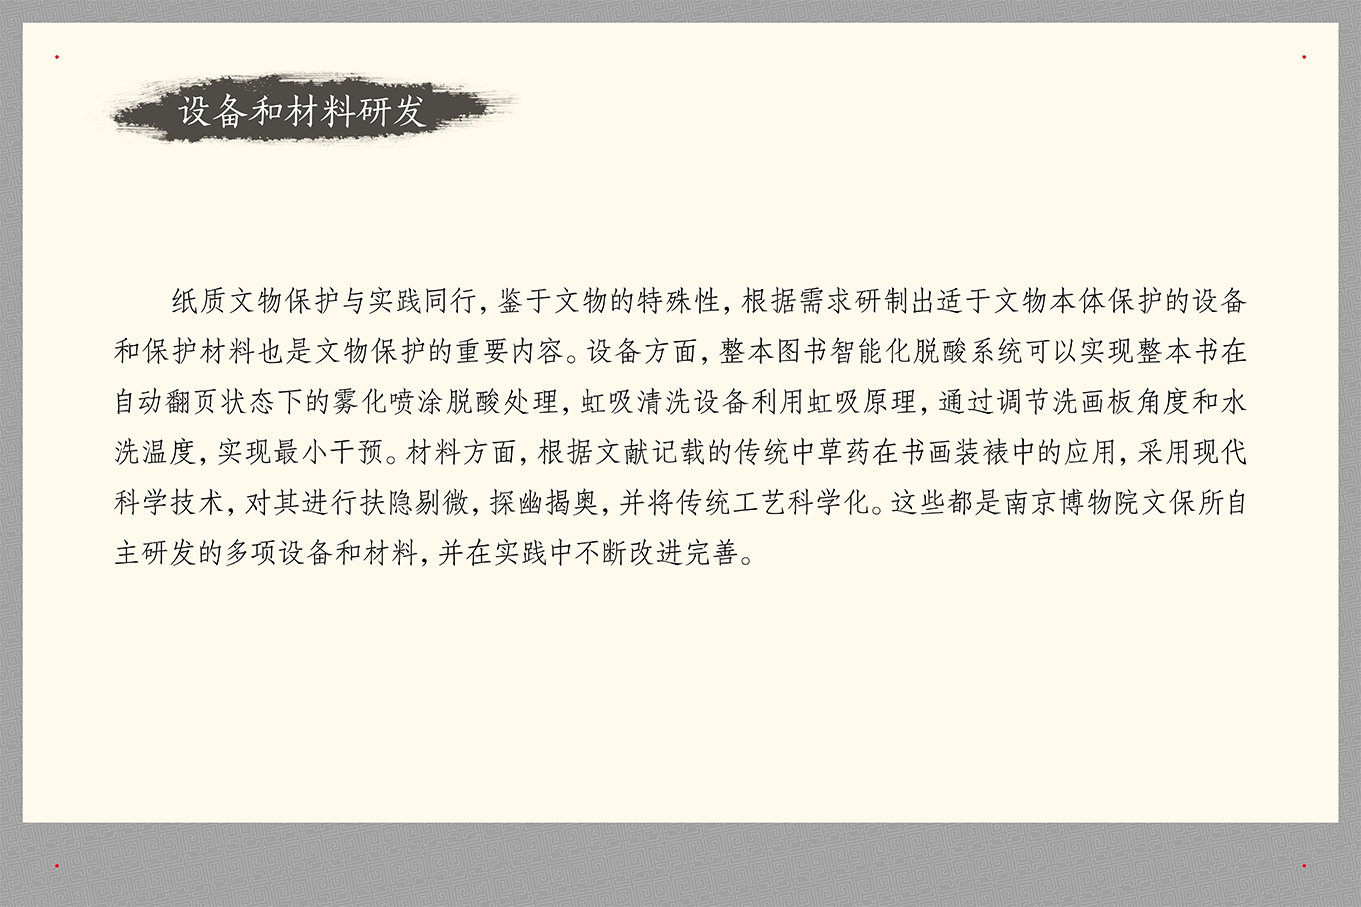 设备和材料研发
纸质文物保护与实践同行，鉴于文物的特殊性，根据需求研制出适于文物本体保护的设备
和保护材料也是文物保护的重要内容。设备方面，整本图书智能化脱酸系统可以实现整本书在
自动翻页状态下的雾化喷涂脱酸处理，虹吸清洗设备利用虹吸原理，通过调节洗画板角度和水
洗温度，实现最小干预。材料方面，根据文献记载的传统中草药在书画装裱中的应用，采用现代
科学技术，对其进行扶隐剔微，探幽揭奥，并将传统工艺科学化。这些都是南京博物院文保所自
主研发的多项设备和材料，并在实践中不断改进完善。